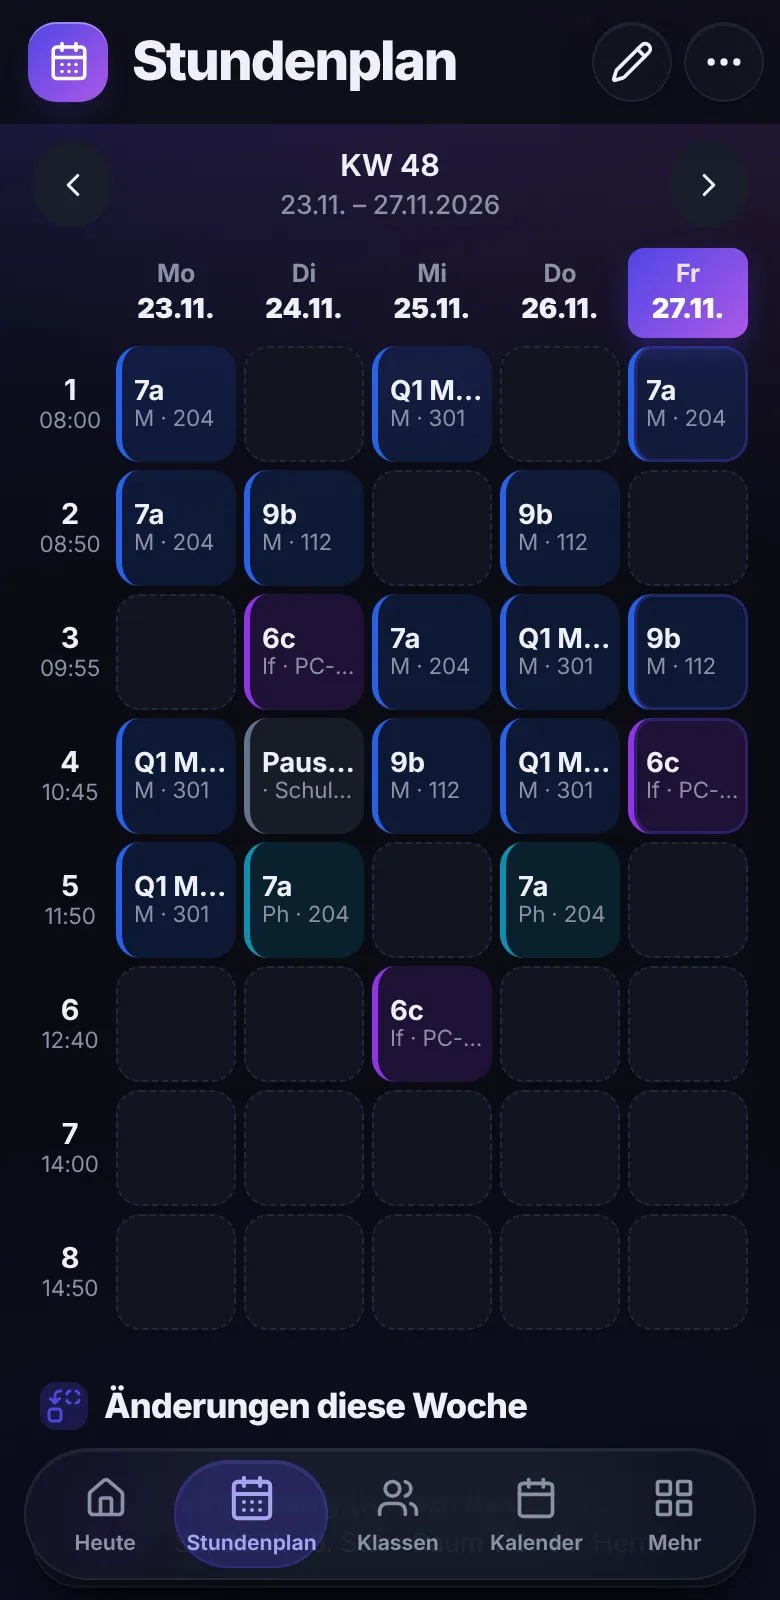 Stundenplan
KW 48
23.11. – 27.11.2026
Mo Di Mi Do Fr
23.11. 24.11. 25.11. 26.11. 27.11.
1 7a Q1 M... 7a
08:00 M · 204 M · 301 M · 204
2 7a 9b 9b
08:50 M · 204 M · 112 M · 112
3 6c 7a Q1 M... 9b
09:55 If · PC-... M · 204 M · 301 M · 112
4 Q1 M... Paus... 9b Q1 M... 6c
10:45 M · 301 · Schul... M · 112 M · 301 If · PC-...
5 Q1 M... 7a 7a
11:50 M · 301 Ph · 204 Ph · 204
6 6c
12:40 If · PC-...
7
14:00
8
14:50
Änderungen diese Woche
Heute Stundenplan Klassen Kalender Mehr